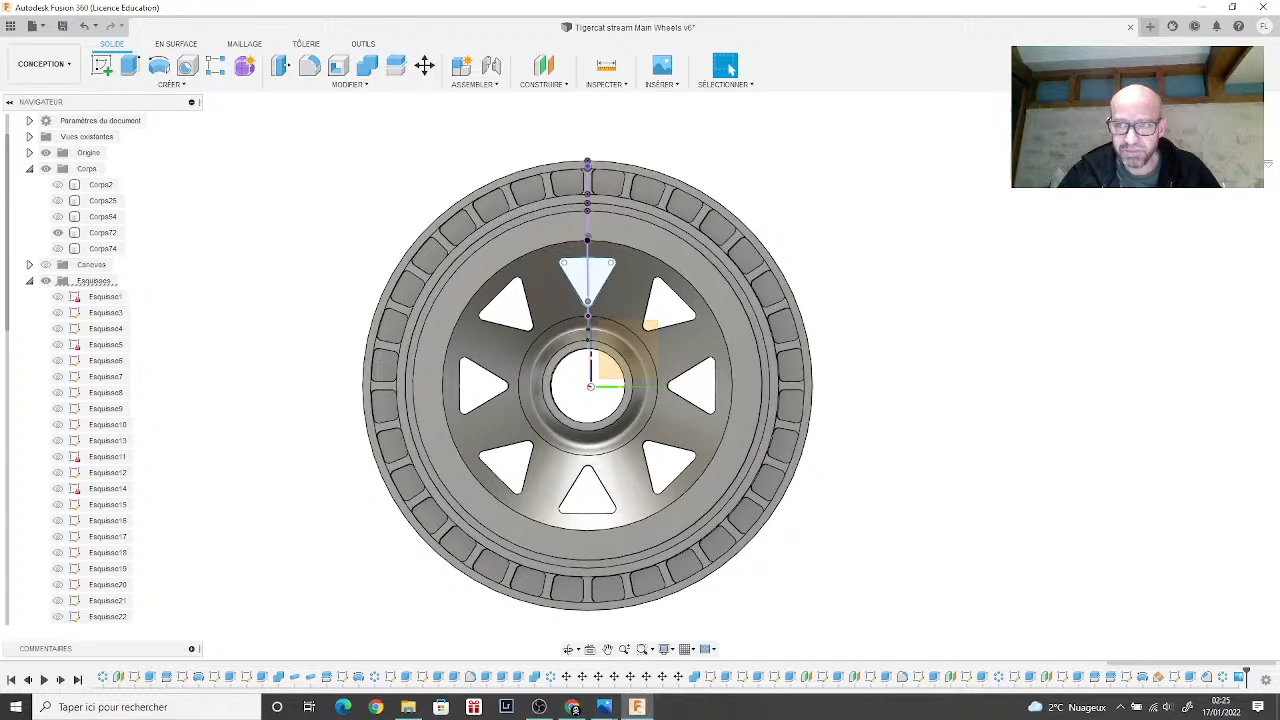 Autodesk Fusion 360 (Licence Education)
Tigercat stream Main Wheels v6*
FL
CONCEPTION
SOLIDE
EN SURFACE
MAILLAGE
TÔLERIE
OUTILS
CRÉER
MODIFIER
ASSEMBLER
CONSTRUIRE
INSPECTER
INSÉRER
SÉLECTIONNER
NAVIGATEUR
Paramètres du document
Vues existantes
Origine
Corps
Corps2
Corps25
Corps54
Corps72
Corps74
Canevas
Esquisses
Esquisse1
Esquisse3
Esquisse4
Esquisse5
Esquisse6
Esquisse7
Esquisse8
Esquisse9
Esquisse10
Esquisse13
Esquisse11
Esquisse12
Esquisse14
Esquisse15
Esquisse16
Esquisse17
Esquisse18
Esquisse19
Esquisse20
Esquisse21
Esquisse22
COMMENTAIRES
Taper ici pour rechercher
2°C Nuageux
02:25
17/01/2022